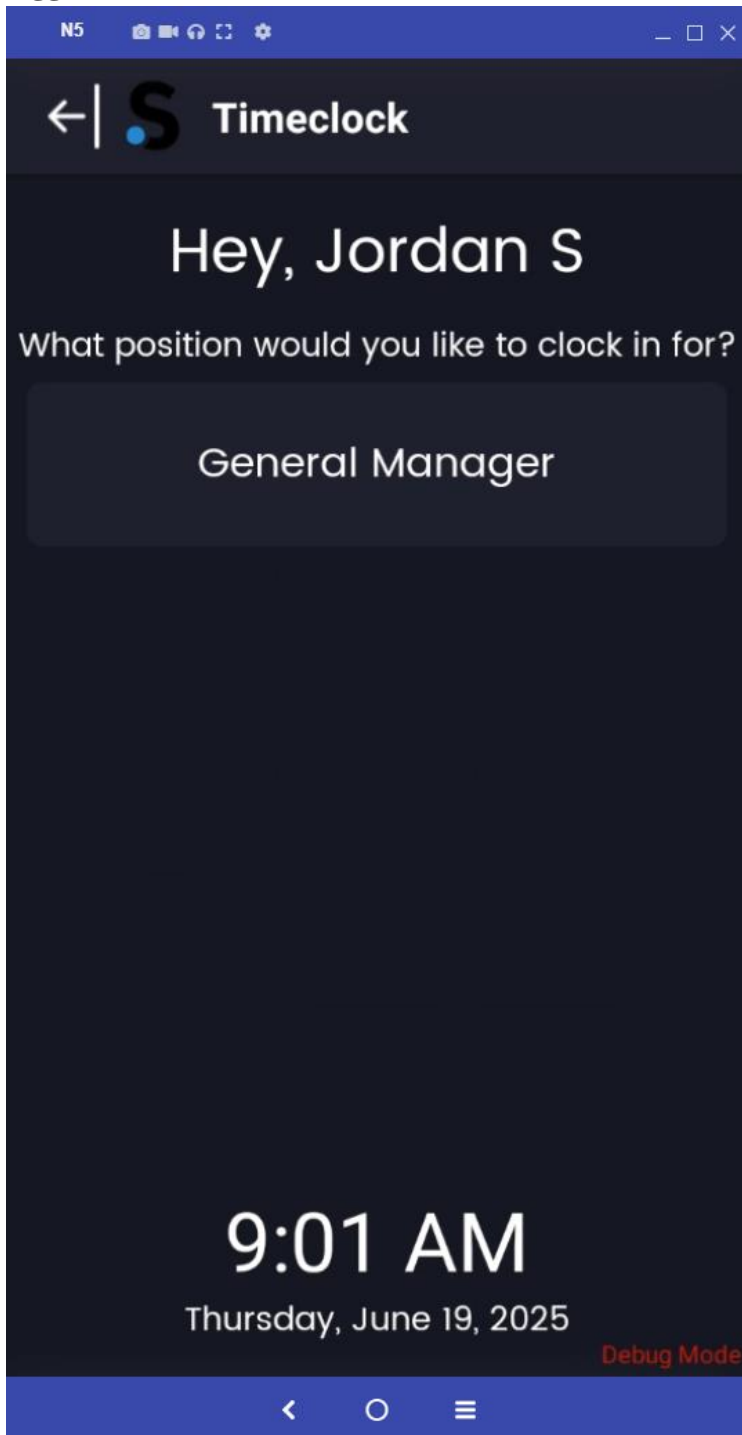 N5
S Timeclock
Hey, Jordan S
What position would you like to clock in for?
General Manager
9:01 AM
Thursday, June 19, 2025
Debug Mode